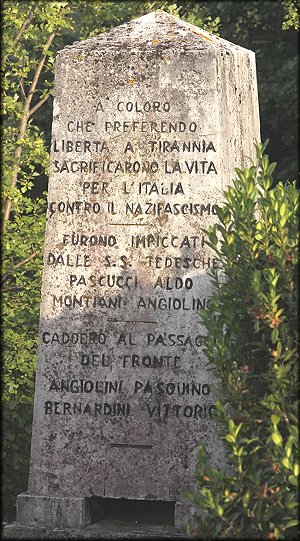 A COLORO
CHE PREFERENDO
LIBERTA A TIRANNIA
SACRIFICARONO LA VITA
PER L'ITALIA
CONTRO IL NAZIFASCISMO
FURONO IMPICCATI
DALLE S.S. TEDESCHE
PASCUCCI ALDO
MONTIANI ANGIOLINO
CADDERO AL PASSAGGIO
DEL FRONTE
ANGIOLINI PASQUINO
BERNARDINI VITTORIO